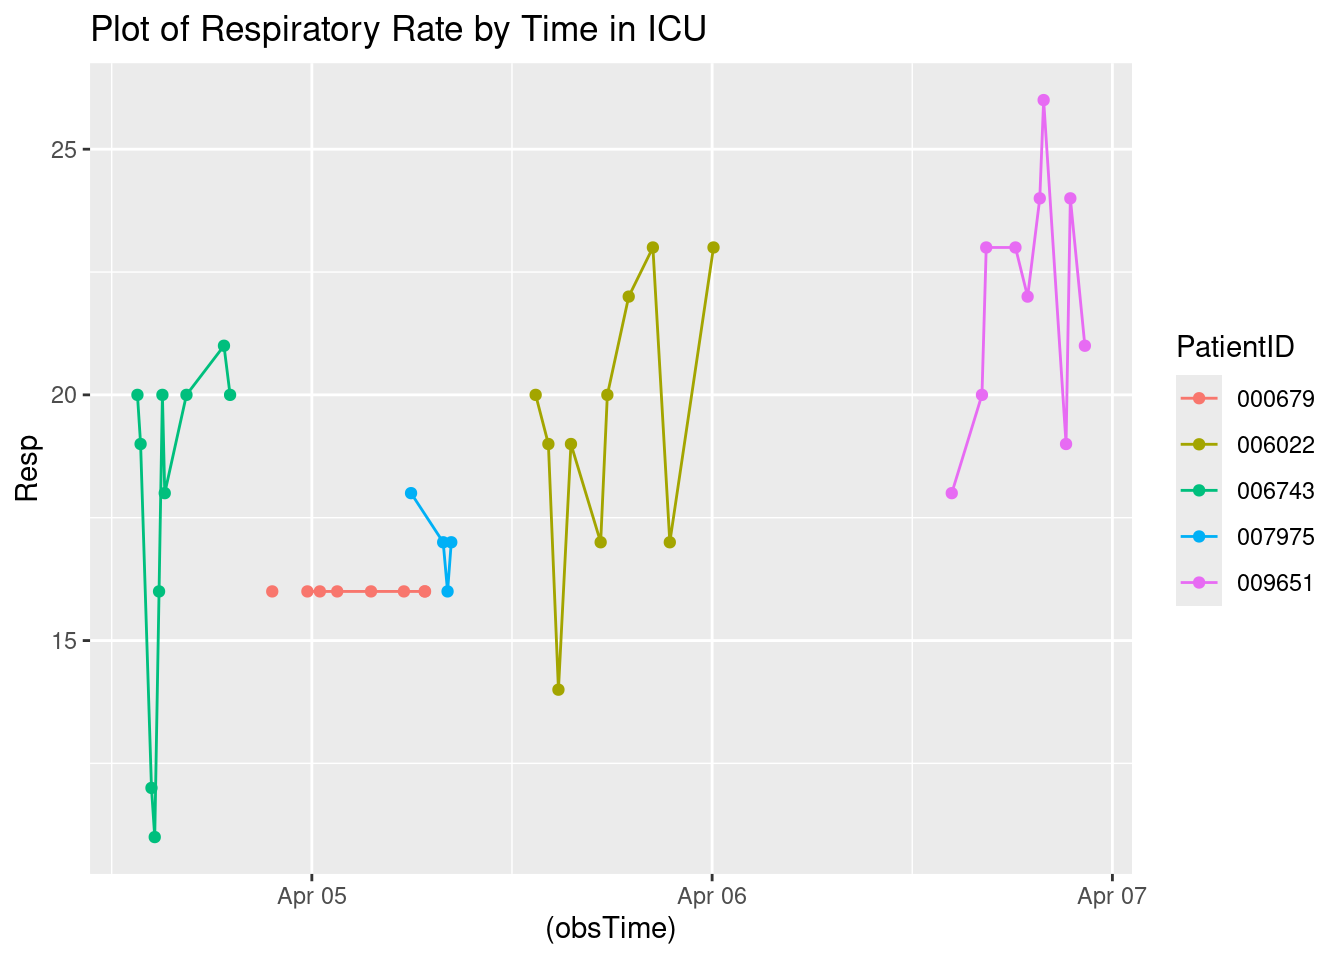 Plot of Respiratory Rate by Time in ICU
25
20
15
Resp
Apr 05
Apr 06
Apr 07
(obsTime)
PatientID
000679
006022
006743
007975
009651